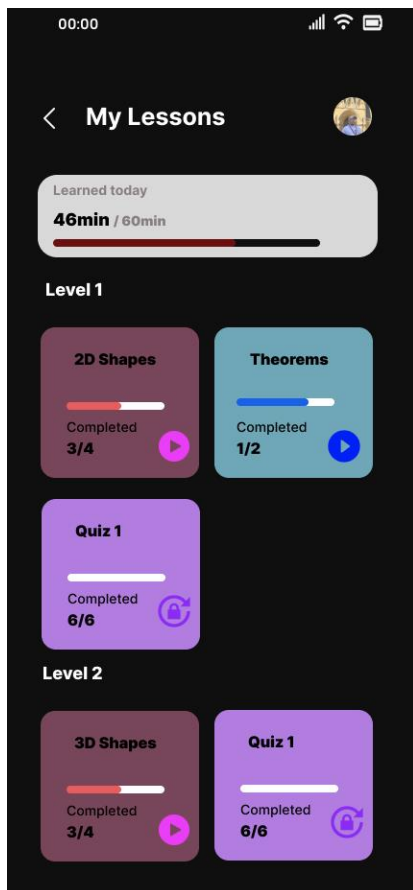 00:00
My Lessons
Learned today
46min / 60min
Level 1
2D Shapes
Completed
3/4
Theorems
Completed
1/2
Quiz 1
Completed
6/6
Level 2
3D Shapes
Completed
3/4
Quiz 1
Completed
6/6